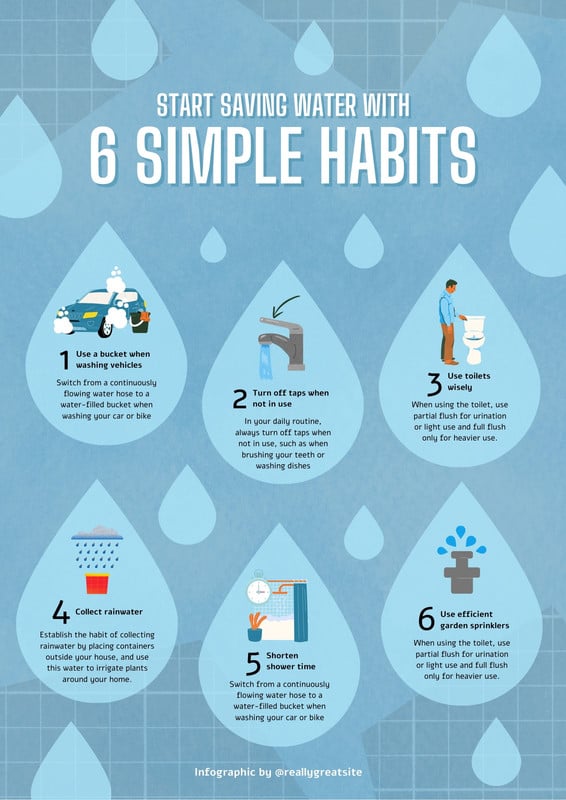 START SAVING WATER WITH
6 SIMPLE HABITS
1 Use a bucket when
washing vehicles
Switch from a continuously
flowing water hose to a
water-filled bucket when
washing your car or bike
2 Turn off taps when
not in use
In your daily routine,
always turn off taps when
not in use, such as when
brushing your teeth or
washing dishes
3 Use toilets
wisely
When using the toilet, use
partial flush for urination
or light use and full flush
only for heavier use.
4 Collect rainwater
Establish the habit of collecting
rainwater by placing containers
outside your house, and use
this water to irrigate plants
around your home.
5 Shorten
shower time
Switch from a continuously
flowing water hose to a
water-filled bucket when
washing your car or bike
6 Use efficient
garden sprinklers
When using the toilet, use
partial flush for urination
or light use and full flush
only for heavier use.
Infographic by @reallygreatsite